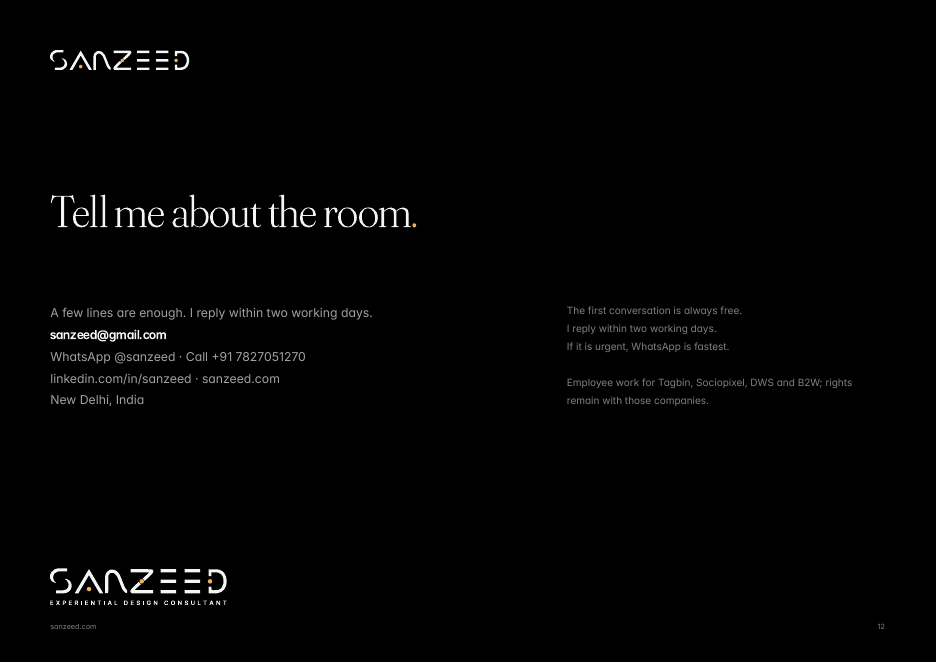 SANZEED
Tell me about the room.
A few lines are enough. I reply within two working days.
sanzeed@gmail.com
WhatsApp @sanzeed · Call +91 7827051270
linkedin.com/in/sanzeed · sanzeed.com
New Delhi, India
The first conversation is always free.
I reply within two working days.
If it is urgent, WhatsApp is fastest.
Employee work for Tagbin, Sociopixel, DWS and B2W; rights
remain with those companies.
SANZEED
EXPERIENTIAL DESIGN CONSULTANT
sanzeed.com
12